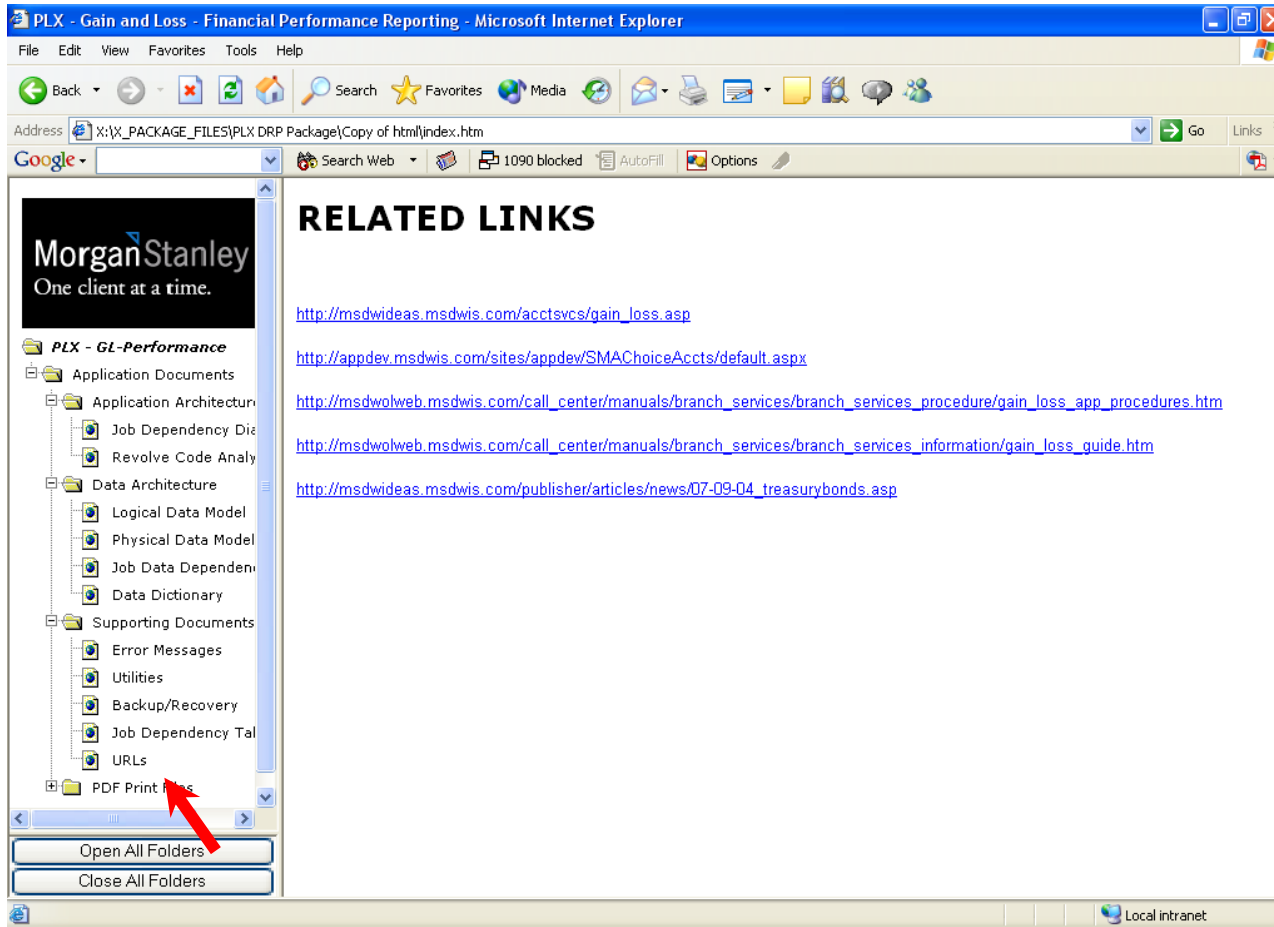 PLX - Gain and Loss - Financial Performance Reporting - Microsoft Internet Explorer
File Edit View Favorites Tools Help
Back Search Favorites Media
Address X:\X_PACKAGE_FILES\PLX DRP Package\Copy of html\index.htm Go Links
Google Search Web 1090 blocked AutoFill Options
Morgan Stanley
One client at a time.
PLX - GL-Performance
Application Documents
Application Architectur
Job Dependency Dia
Revolve Code Analy
Data Architecture
Logical Data Model
Physical Data Model
Job Data Dependen
Data Dictionary
Supporting Documents
Error Messages
Utilities
Backup/Recovery
Job Dependency Tal
URLs
PDF Print Files
Open All Folders
Close All Folders
RELATED LINKS
http://msdwideas.msdwis.com/acctsvcs/gain_loss.asp
http://appdev.msdwis.com/sites/appdev/SMAChoiceAccts/default.aspx
http://msdwolweb.msdwis.com/call_center/manuals/branch_services/branch_services_procedure/gain_loss_app_procedures.htm
http://msdwolweb.msdwis.com/call_center/manuals/branch_services/branch_services_information/gain_loss_guide.htm
http://msdwideas.msdwis.com/publisher/articles/news/07-09-04_treasurybonds.asp
Local intranet